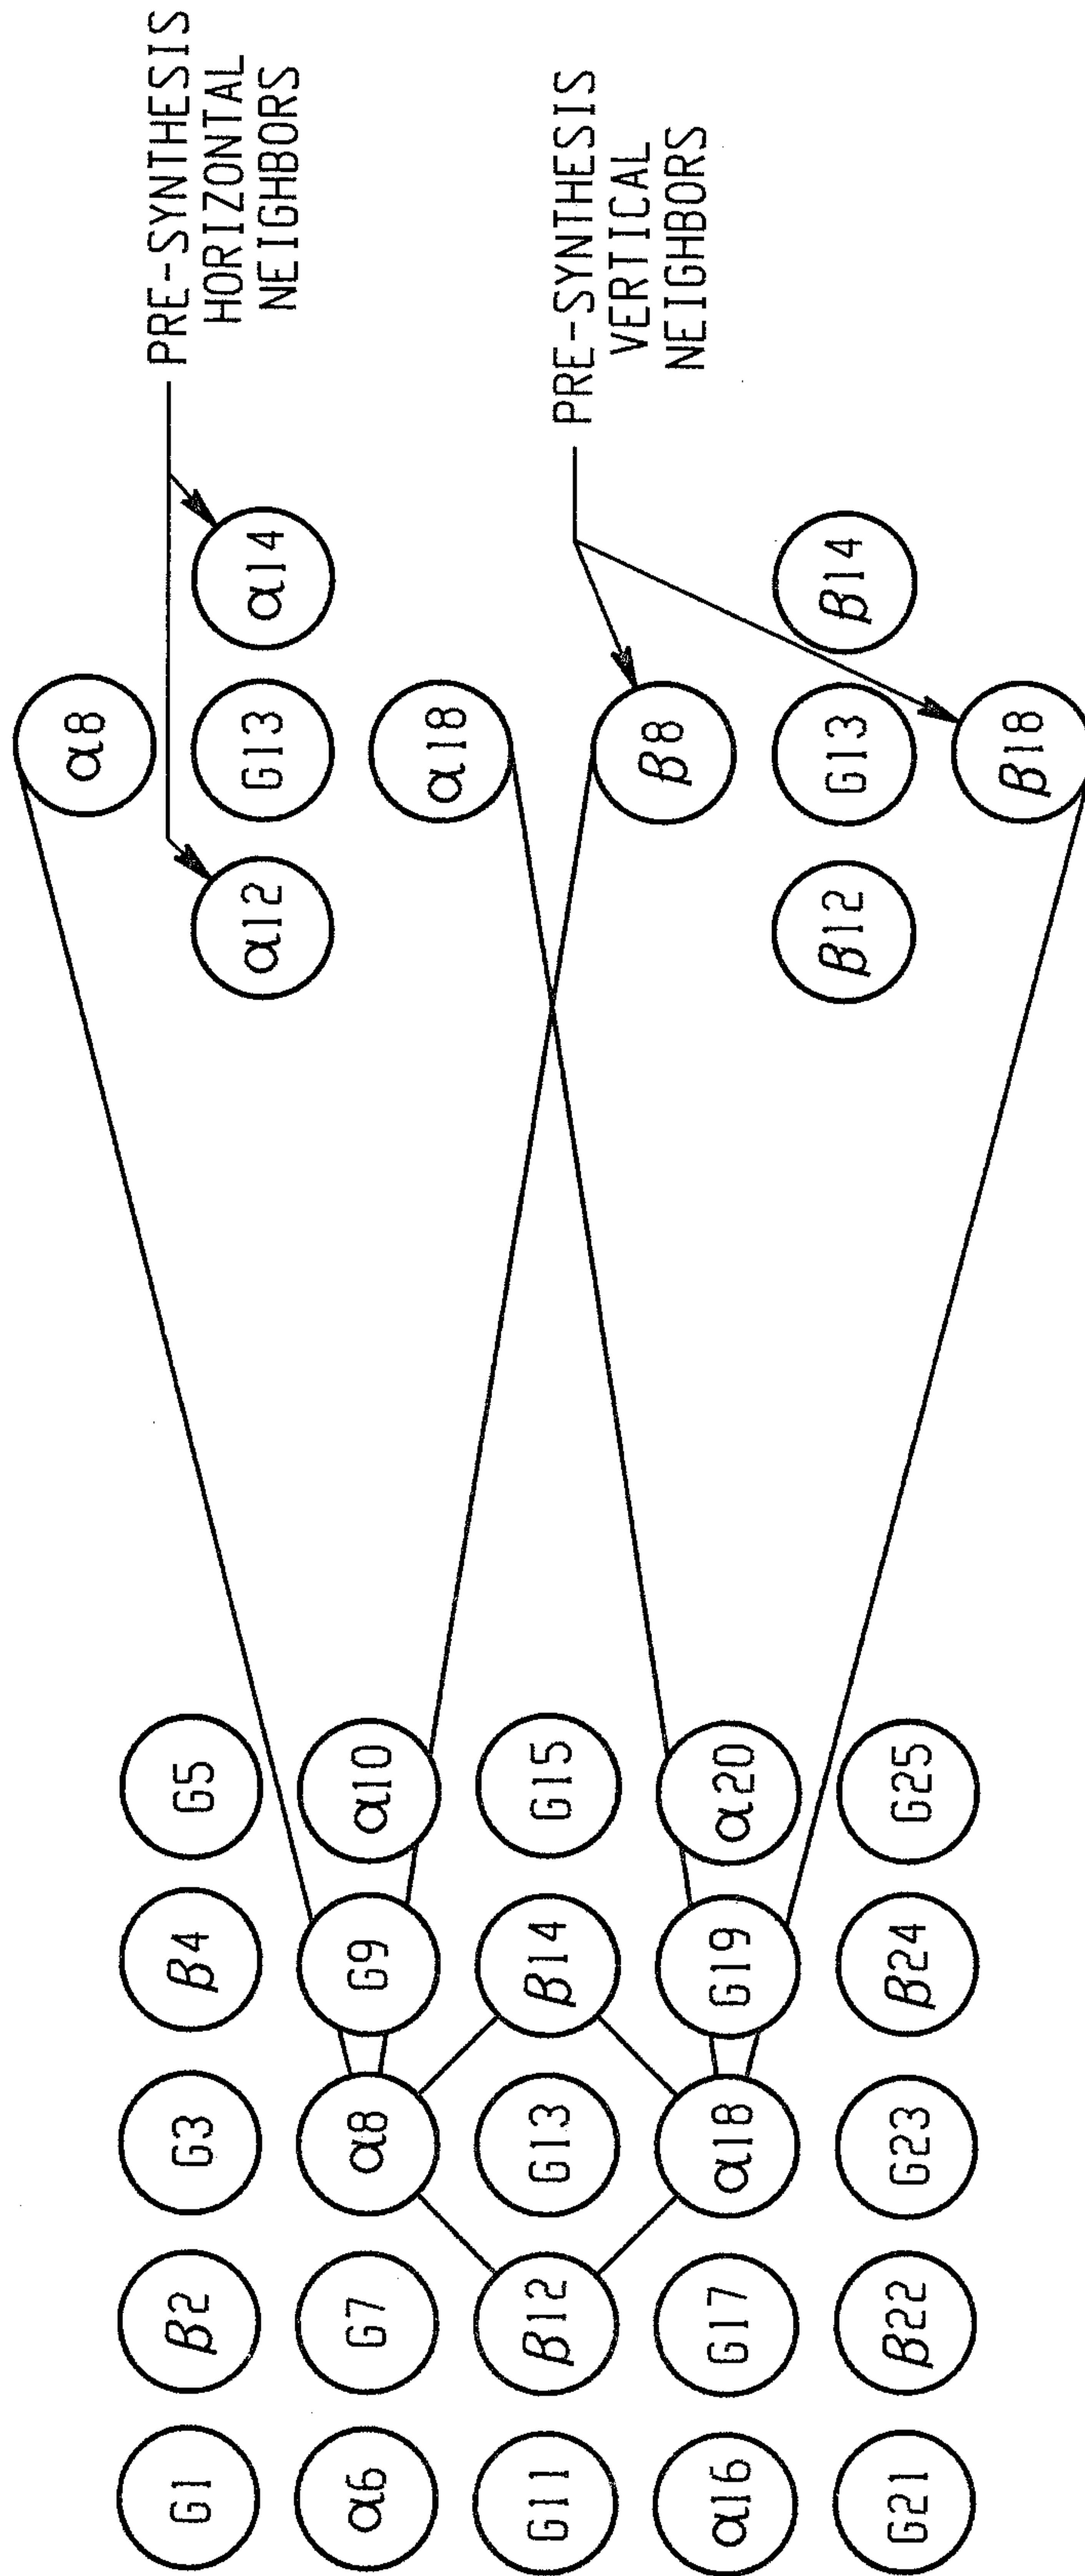 G1 β2 G3 β4 G5
α6 G7 α8 G9 α10
G11 β12 G13 β14 G15
α16 G17 α18 G19 α20
G21 β22 G23 β24 G25
α8
α12 G13 α14
α18
PRE-SYNTHESIS
HORIZONTAL
NEIGHBORS
β8
β12 G13 β14
β18
PRE-SYNTHESIS
VERTICAL
NEIGHBORS